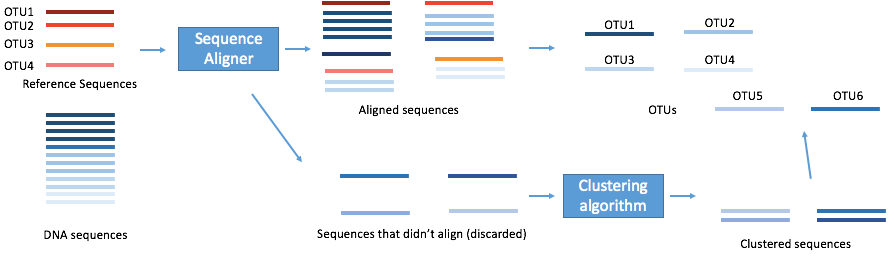 OTU1
OTU2
OTU3
OTU4
Reference Sequences
DNA sequences
Sequence
Aligner
Aligned sequences
Sequences that didn't align (discarded)
Clustering
algorithm
OTU1
OTU2
OTU3
OTU4
OTUs
OTU5
OTU6
Clustered sequences